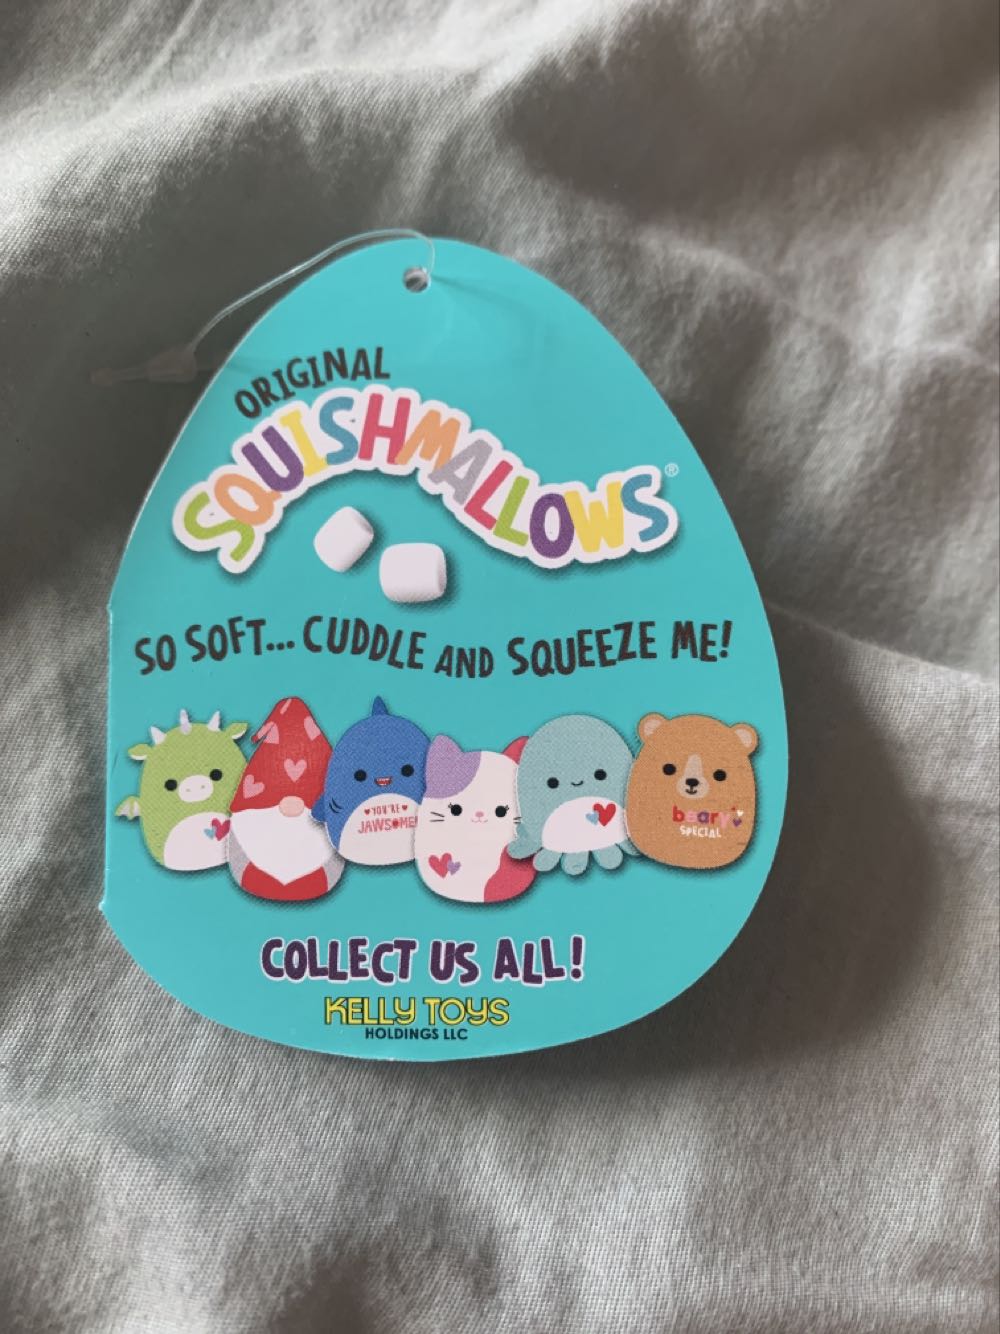 ORIGINAL
SQUISHMALLOWS®
SO SOFT... CUDDLE AND SQUEEZE ME!
YOU'RE
JAWSOME!
beary
SPECIAL
COLLECT US ALL!
KELLY TOYS
HOLDINGS LLC